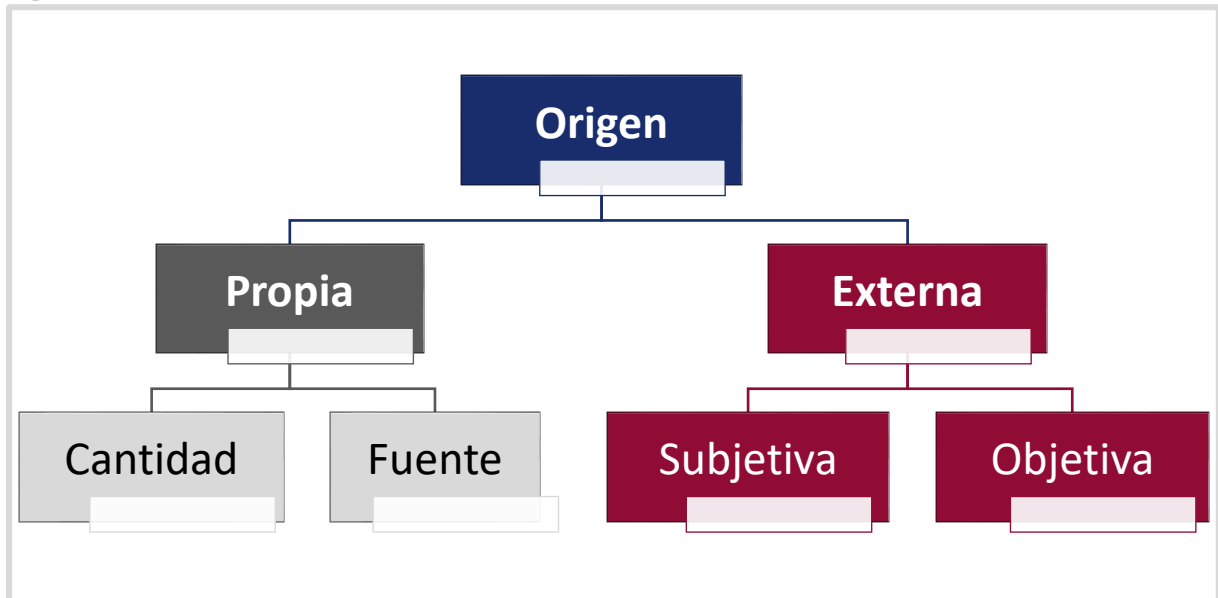 Origen
Propia
Externa
Cantidad
Fuente
Subjetiva
Objetiva